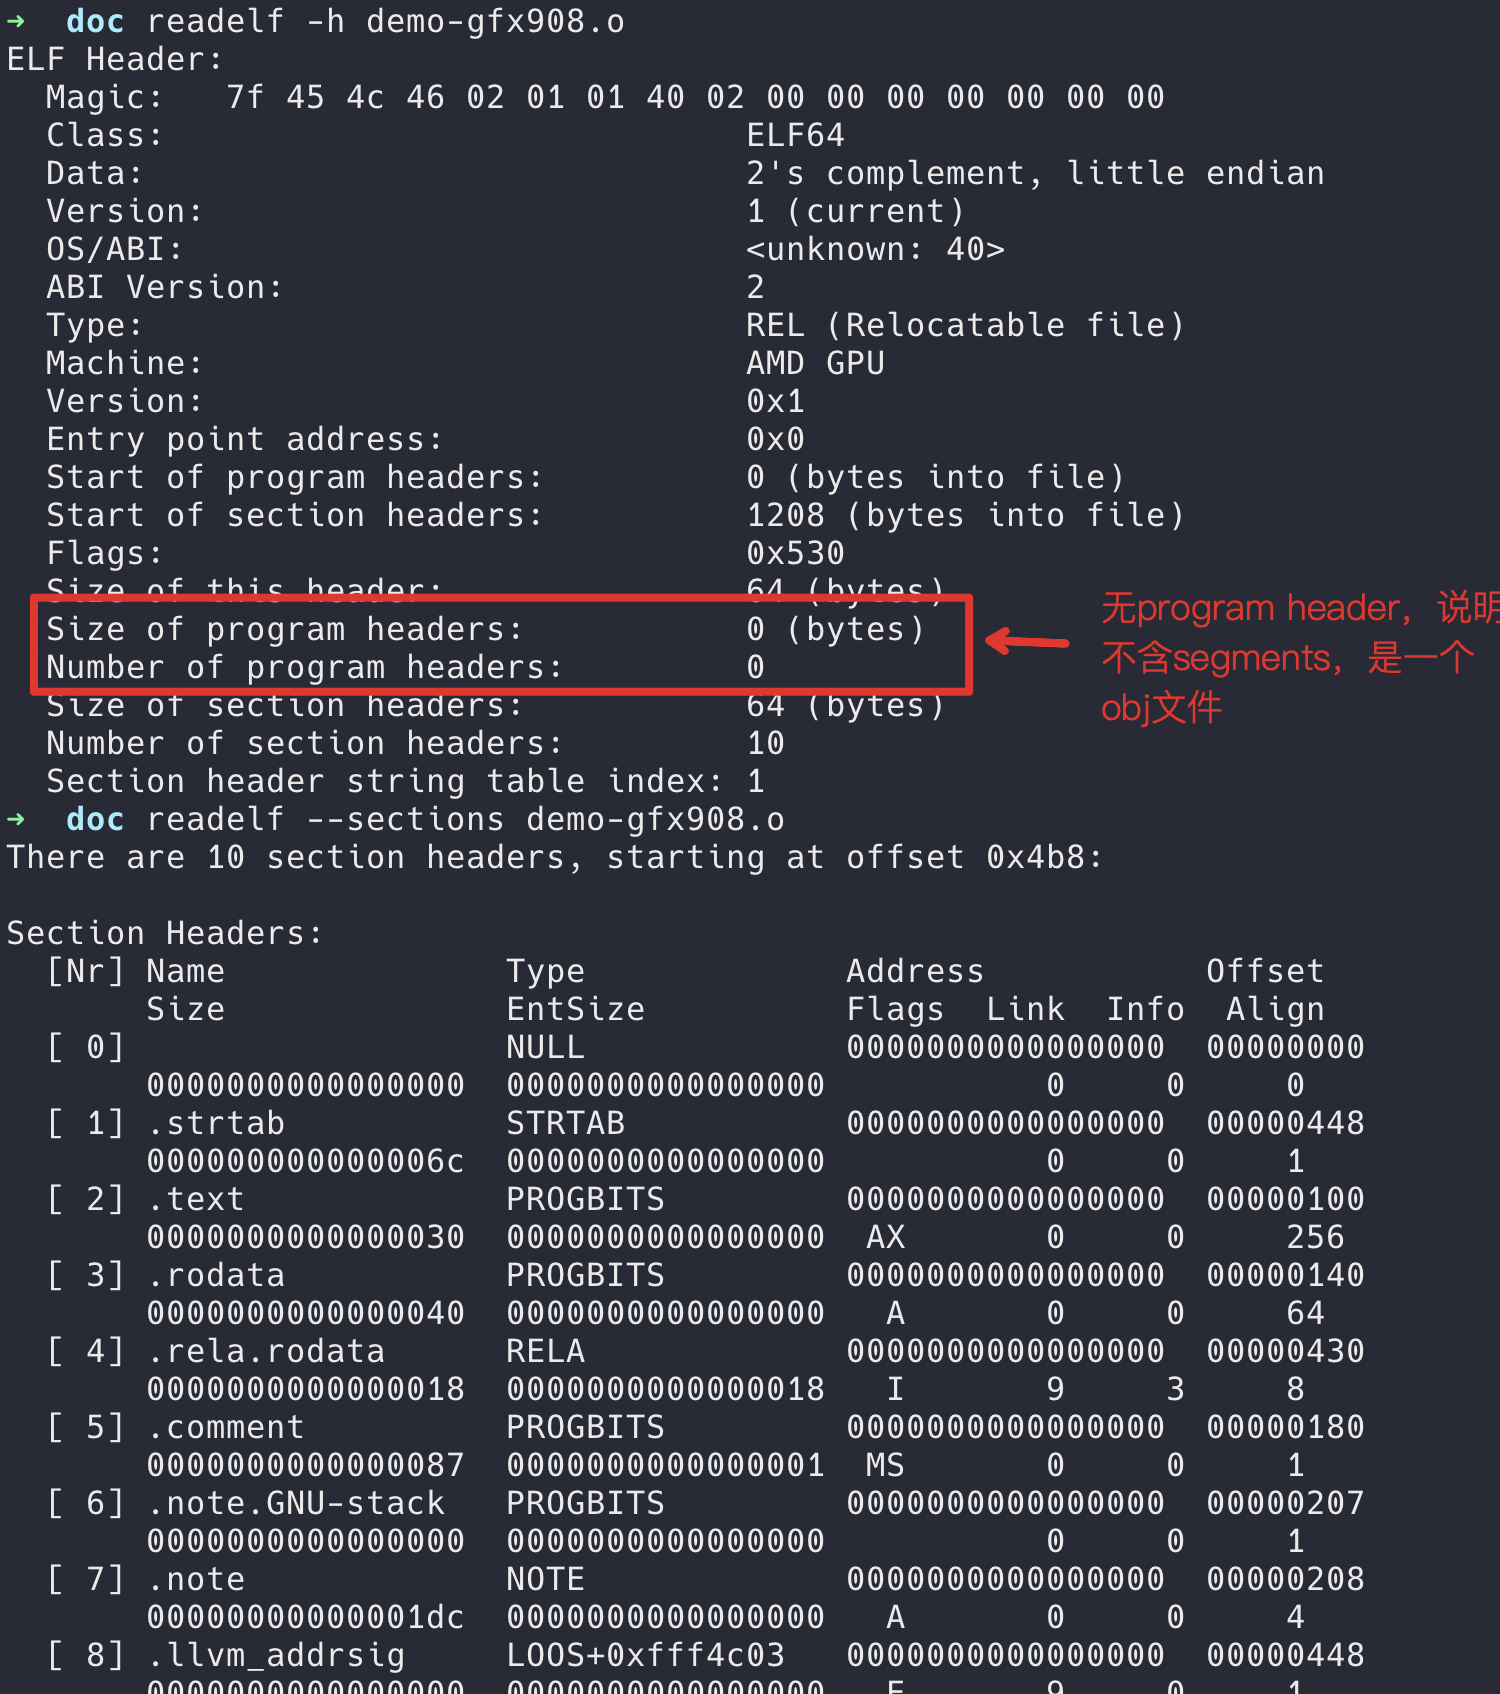 ➜  doc readelf -h demo-gfx908.o
ELF Header:
  Magic:   7f 45 4c 46 02 01 01 40 02 00 00 00 00 00 00 00
  Class:                             ELF64
  Data:                              2's complement, little endian
  Version:                           1 (current)
  OS/ABI:                            <unknown: 40>
  ABI Version:                       2
  Type:                              REL (Relocatable file)
  Machine:                           AMD GPU
  Version:                           0x1
  Entry point address:               0x0
  Start of program headers:          0 (bytes into file)
  Start of section headers:          1208 (bytes into file)
  Flags:                             0x530
  Size of this header:               64 (bytes)
  Size of program headers:           0 (bytes)
  Number of program headers:         0
  Size of section headers:           64 (bytes)
  Number of section headers:         10
  Section header string table index: 1
无program header，说明
不含segments，是一个
obj文件
➜  doc readelf --sections demo-gfx908.o
There are 10 section headers, starting at offset 0x4b8:
Section Headers:
  [Nr] Name              Type             Address           Offset
       Size              EntSize          Flags  Link  Info  Align
  [ 0]                   NULL             0000000000000000  00000000
       0000000000000000  0000000000000000           0     0     0
  [ 1] .strtab           STRTAB           0000000000000000  00000448
       000000000000006c  0000000000000000           0     0     1
  [ 2] .text             PROGBITS         0000000000000000  00000100
       0000000000000030  0000000000000000  AX       0     0     256
  [ 3] .rodata           PROGBITS         0000000000000000  00000140
       0000000000000040  0000000000000000   A       0     0     64
  [ 4] .rela.rodata      RELA             0000000000000000  00000430
       0000000000000018  0000000000000018   I       9     3     8
  [ 5] .comment          PROGBITS         0000000000000000  00000180
       0000000000000087  0000000000000001  MS       0     0     1
  [ 6] .note.GNU-stack   PROGBITS         0000000000000000  00000207
       0000000000000000  0000000000000000           0     0     1
  [ 7] .note             NOTE             0000000000000000  00000208
       00000000000001dc  0000000000000000   A       0     0     4
  [ 8] .llvm_addrsig     LOOS+0xfff4c03   0000000000000000  00000448
       0000000000000000  0000000000000000   E       9     0     1